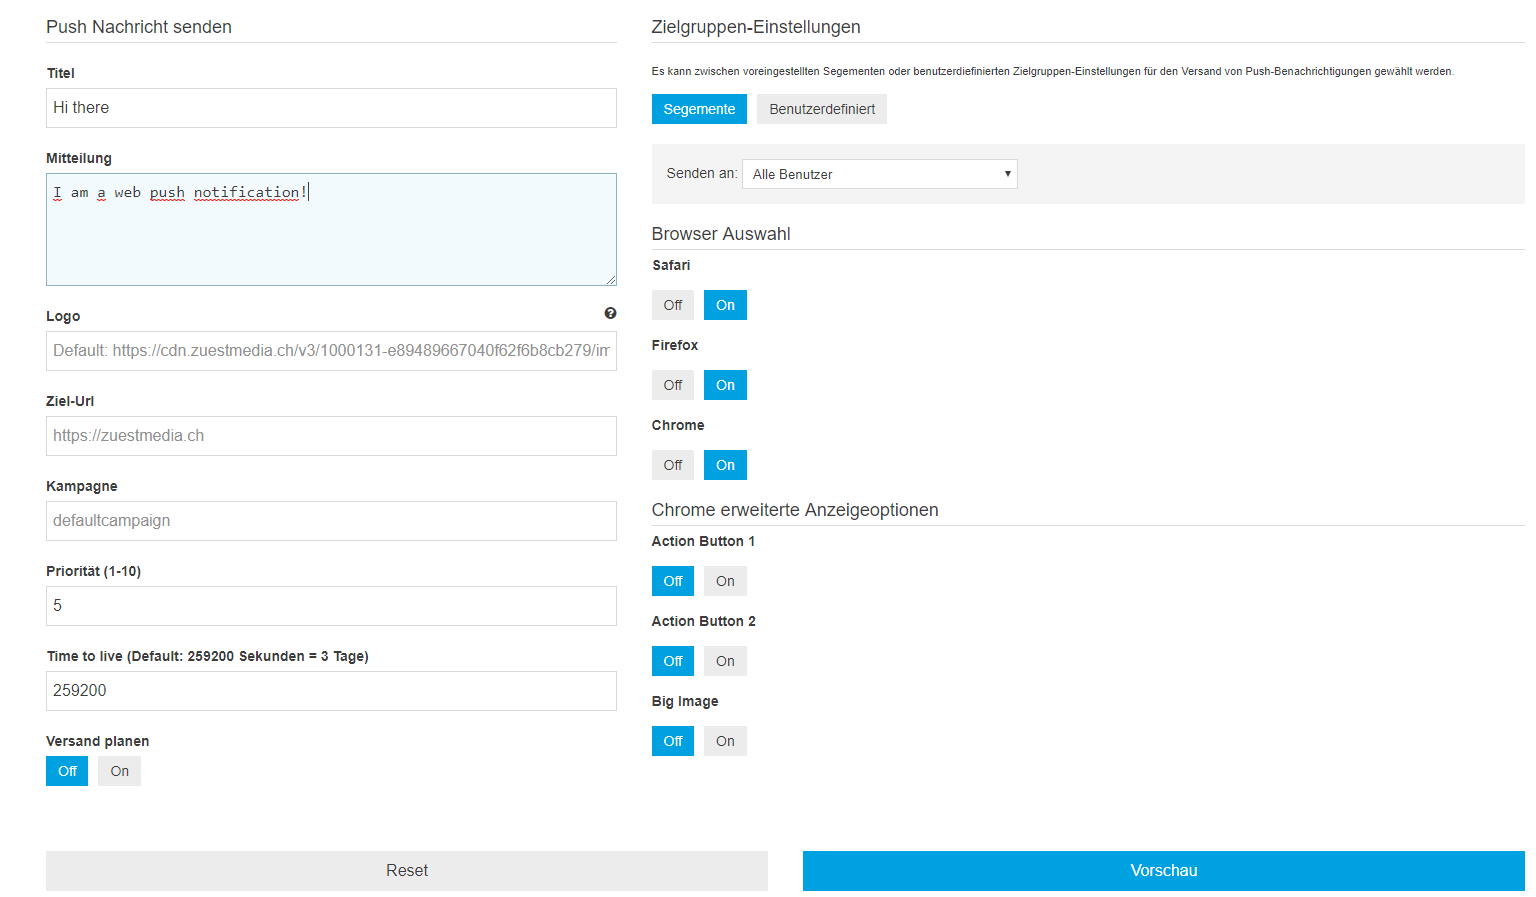 Push Nachricht senden
Titel
Hi there
Mitteilung
I am a web push notification!
Logo
?
Default: https://cdn.zuestmedia.ch/v3/1000131-e89489667040f62f6b8cb279/im
Ziel-Url
https://zuestmedia.ch
Kampagne
defaultcampaign
Priorität (1-10)
5
Time to live (Default: 259200 Sekunden = 3 Tage)
259200
Versand planen
Off On
Zielgruppen-Einstellungen
Es kann zwischen voreingestellten Segementen oder benutzerdiefinierten Zielgruppen-Einstellungen für den Versand von Push-Benachrichtigungen gewählt werden.
Segemente Benutzerdefiniert
Senden an: Alle Benutzer
Browser Auswahl
Safari
Off On
Firefox
Off On
Chrome
Off On
Chrome erweiterte Anzeigeoptionen
Action Button 1
Off On
Action Button 2
Off On
Big Image
Off On
Reset
Vorschau